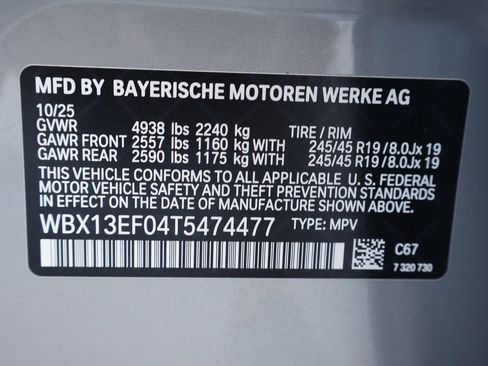 MFD BY BAYERISCHE MOTOREN WERKE AG
10/25
GVWR 4938 lbs 2240 kg TIRE / RIM
GAWR FRONT 2557 lbs 1160 kg WITH 245/45 R19 /8.0Jx 19
GAWR REAR 2590 lbs 1175 kg WITH 245/45 R19 /8.0Jx 19
THIS VEHICLE CONFORMS TO ALL APPLICABLE U. S. FEDERAL
MOTOR VEHICLE SAFETY AND THEFT PREVENTION STANDARDS
IN EFFECT ON THE DATE OF MANUFACTURE SHOWN ABOVE.
WBX13EF04T5474477 TYPE: MPV
C67
7 320 730